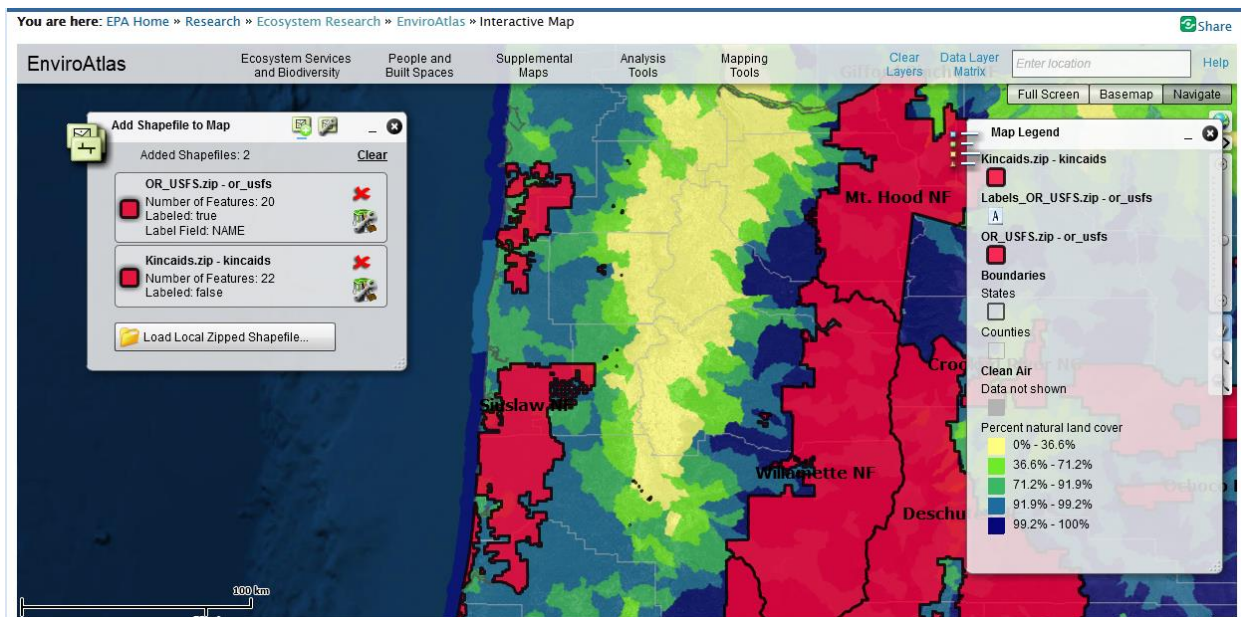 You are here: EPA Home » Research » Ecosystem Research » EnviroAtlas » Interactive Map
Share
EnviroAtlas
Ecosystem Services
and Biodiversity
People and
Built Spaces
Supplemental
Maps
Analysis
Tools
Mapping
Tools
Clear
Layers
Data Layer
Matrix
Enter location
Help
Full Screen
Basemap
Navigate
Add Shapefile to Map
Added Shapefiles: 2
Clear
OR_USFS.zip - or_usfs
Number of Features: 20
Labeled: true
Label Field: NAME
Kincaids.zip - kincaids
Number of Features: 22
Labeled: false
Load Local Zipped Shapefile...
Mt. Hood NF
Siuslaw NF
Willamette NF
Map Legend
Kincaids.zip - kincaids
Labels_OR_USFS.zip - or_usfs
A
OR_USFS.zip - or_usfs
Boundaries
States
Counties
Clean Air
Data not shown
Percent natural land cover
0% - 36.6%
36.6% - 71.2%
71.2% - 91.9%
91.9% - 99.2%
99.2% - 100%
100 km